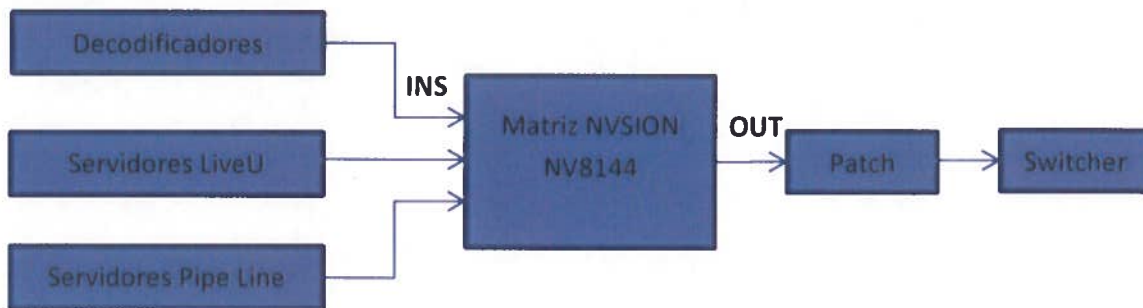 Decodificadores
INS
Matriz NVSION
OUT
NV8144
Servidores LiveU
Patch
Switcher
Servidores Pipe Line